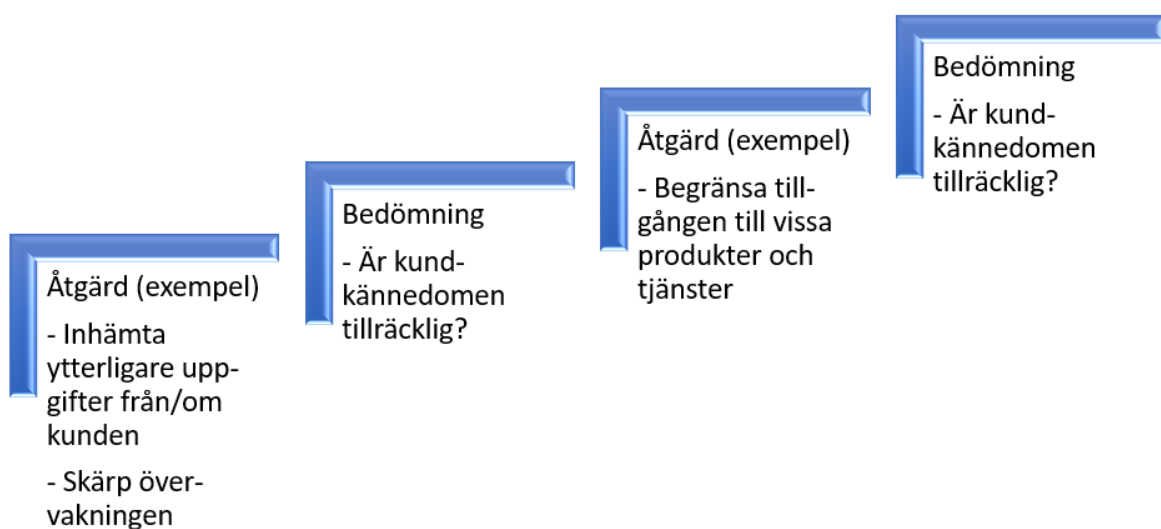 Åtgärd (exempel)
- Inhämta
ytterligare upp-
gifter från/om
kunden
- Skärp över-
vakningen
Bedömning
- Är kund-
kännedomen
tillräcklig?
Åtgärd (exempel)
- Begränsa till-
gången till vissa
produkter och
tjänster
Bedömning
- Är kund-
kännedomen
tillräcklig?